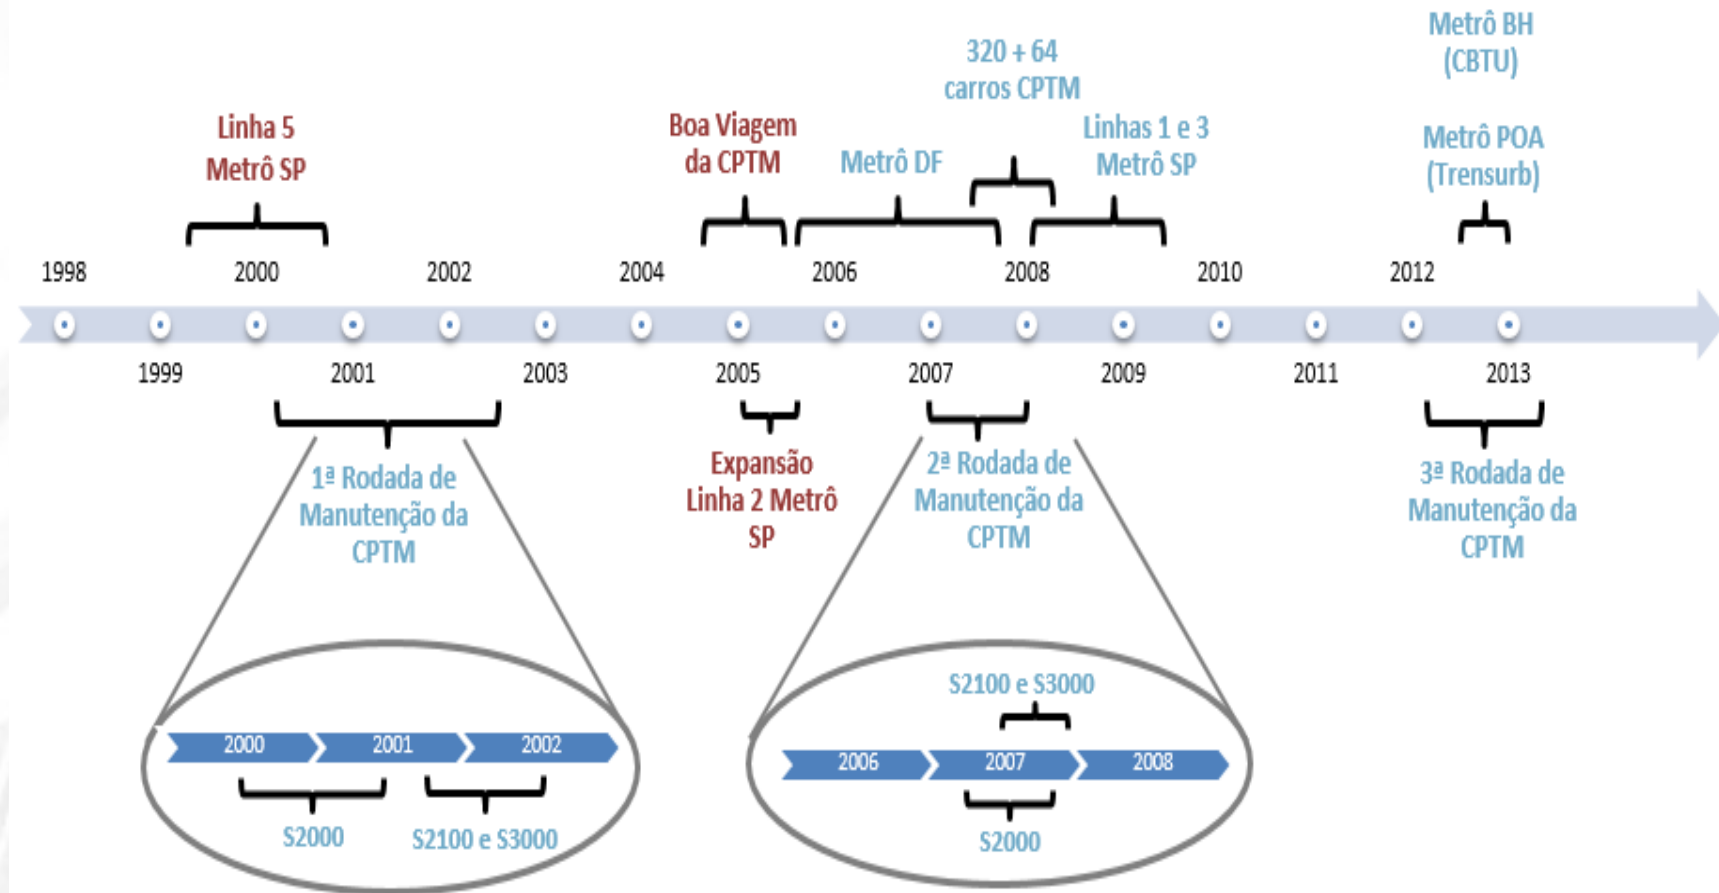 Metrô BH
(CBTU)
320 + 64
carros CPTM
Linha 5
Metrô SP
Boa Viagem
da CPTM
Metrô DF
Linhas 1 e 3
Metrô SP
Metrô POA
(Trensurb)
1998
2000
2002
2004
2006
2008
2010
2012
1999
2001
2003
2005
2007
2009
2011
2013
1ª Rodada de
Manutenção da
CPTM
Expansão
Linha 2 Metrô
SP
2ª Rodada de
Manutenção da
CPTM
3ª Rodada de
Manutenção da
CPTM
2000
2001
2002
S2000
S2100 e S3000
S2100 e S3000
2006
2007
2008
S2000